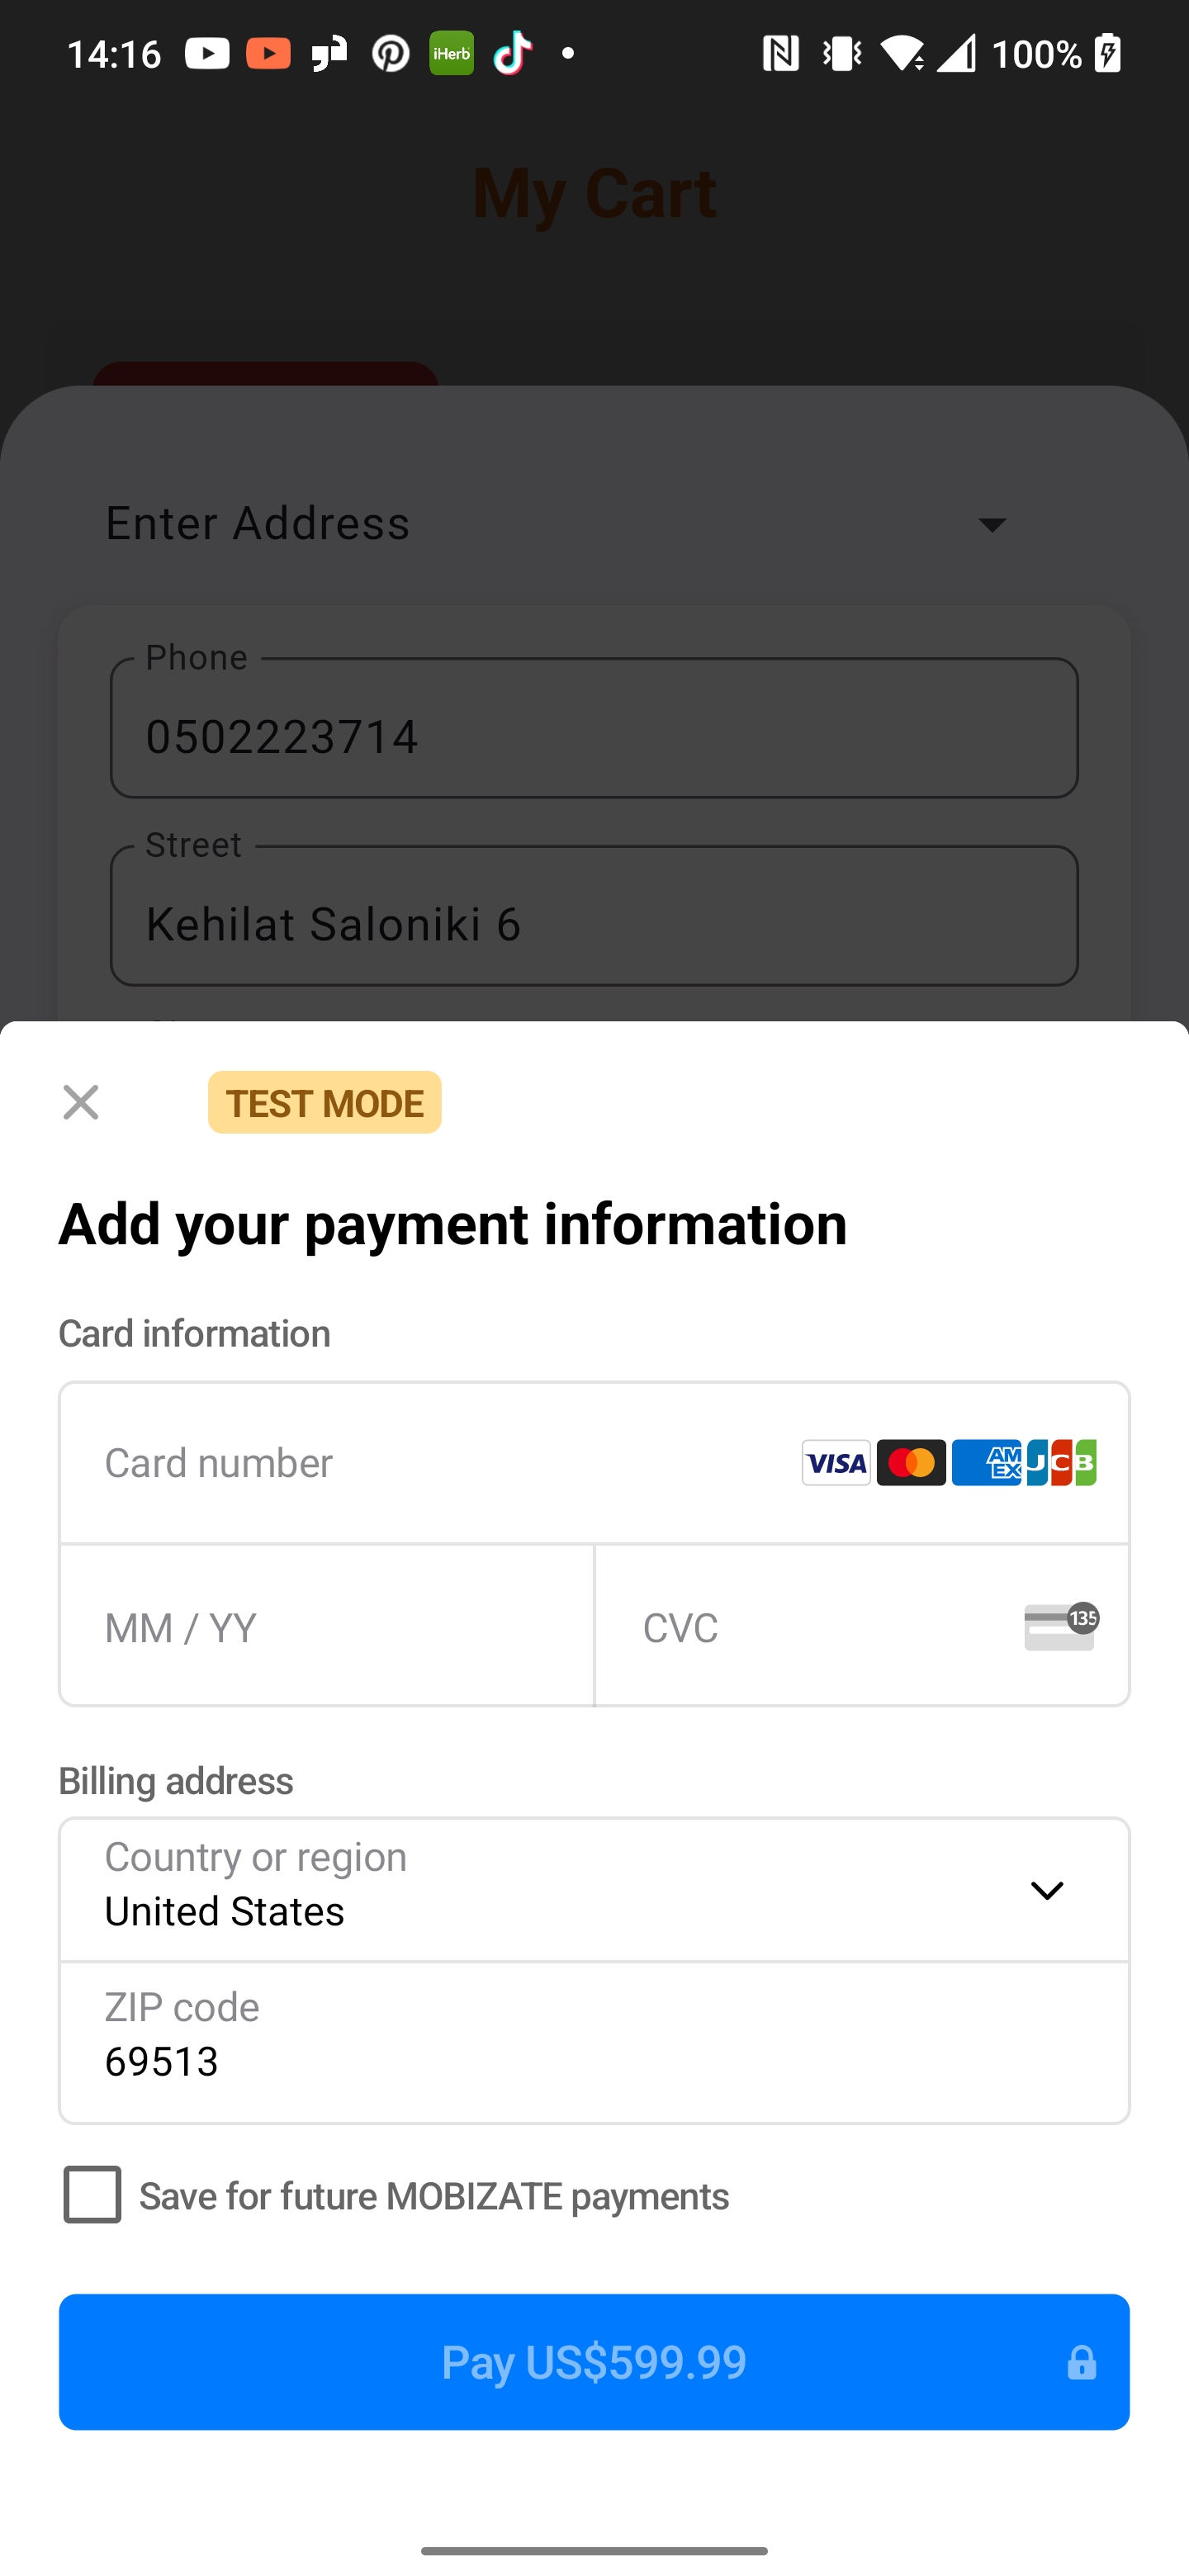 14:16 iHerb 100%
My Cart
Enter Address
Phone
0502223714
Street
Kehilat Saloniki 6
TEST MODE
Add your payment information
Card information
Card number VISA AMEX JCB
MM / YY CVC 135
Billing address
Country or region
United States
ZIP code
69513
Save for future MOBIZATE payments
Pay US$599.99